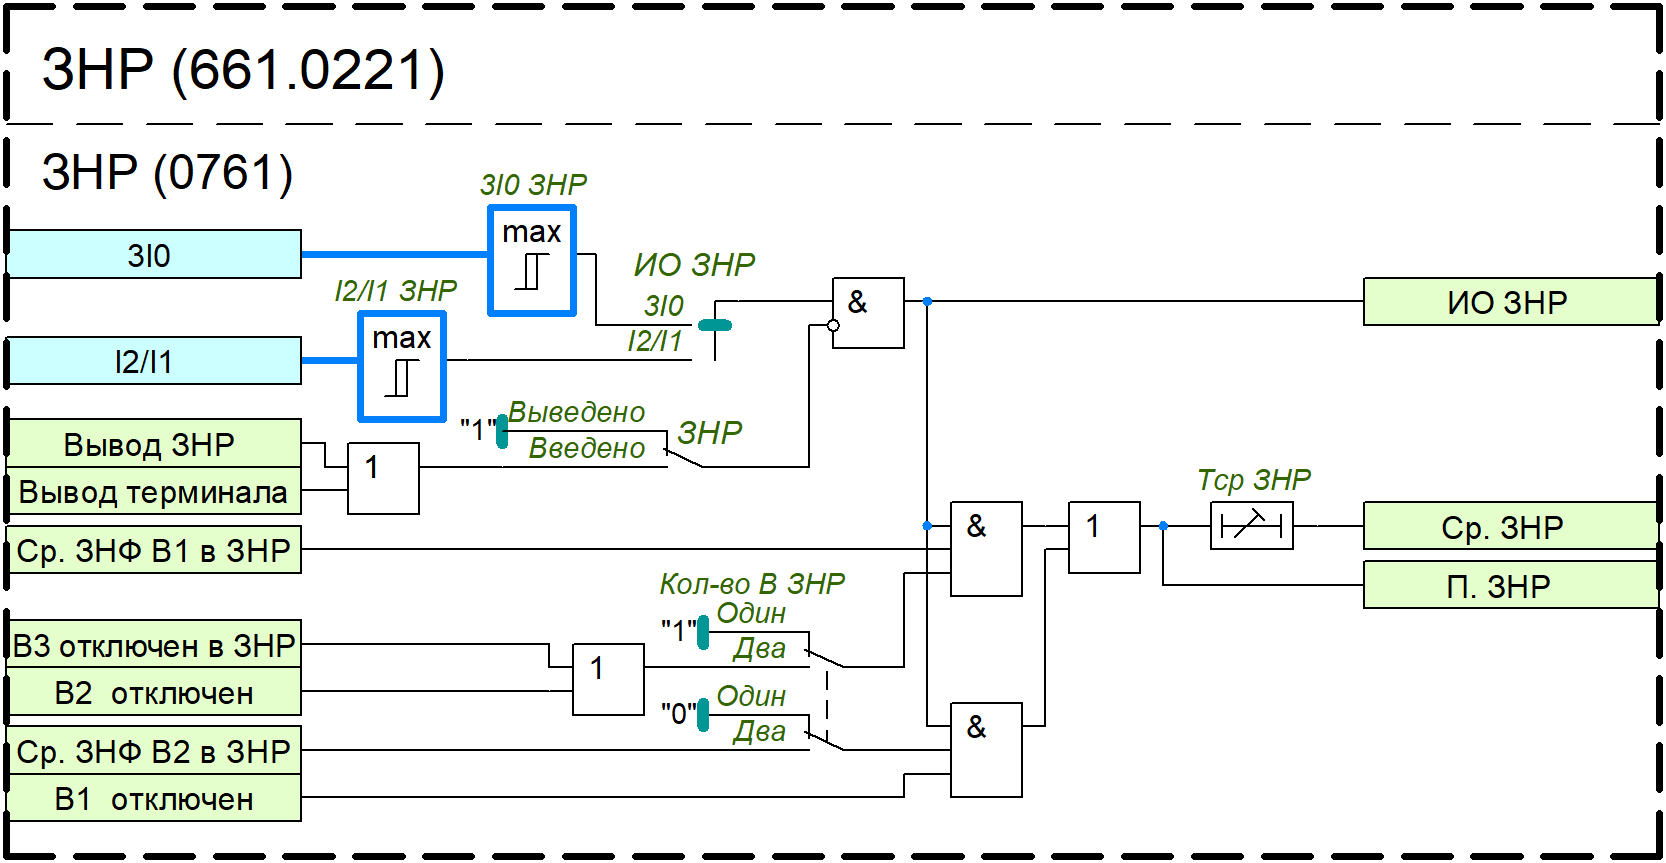 ЗНР (661.0221)
ЗНР (0761)
3I0 ЗНР
max
3I0
ИО ЗНР
I2/I1 ЗНР
3I0
&
ИО ЗНР
max
I2/I1
I2/I1
Выведено
"1"
ЗНР
Введено
Вывод ЗНР
1
Вывод терминала
Тср ЗНР
Ср. ЗНФ В1 в ЗНР
&
1
Ср. ЗНР
Кол-во В ЗНР
П. ЗНР
Один
"1"
Два
В3 отключен в ЗНР
1
В2 отключен
Один
"0"
Два
&
Ср. ЗНФ В2 в ЗНР
В1 отключен